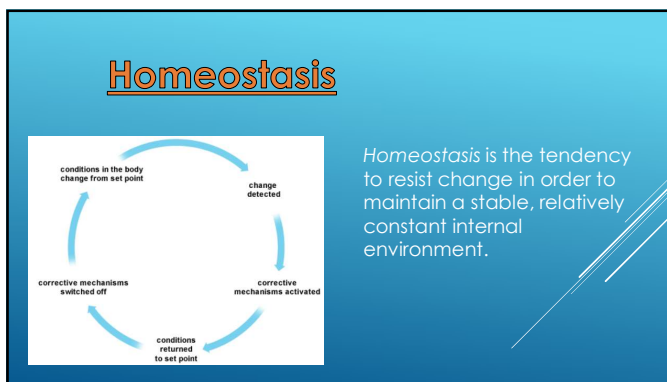 Homeostasis
conditions in the body
change from set point
change
detected
corrective
mechanisms activated
conditions
returned
to set point
corrective mechanisms
switched off
Homeostasis is the tendency
to resist change in order to
maintain a stable, relatively
constant internal
environment.